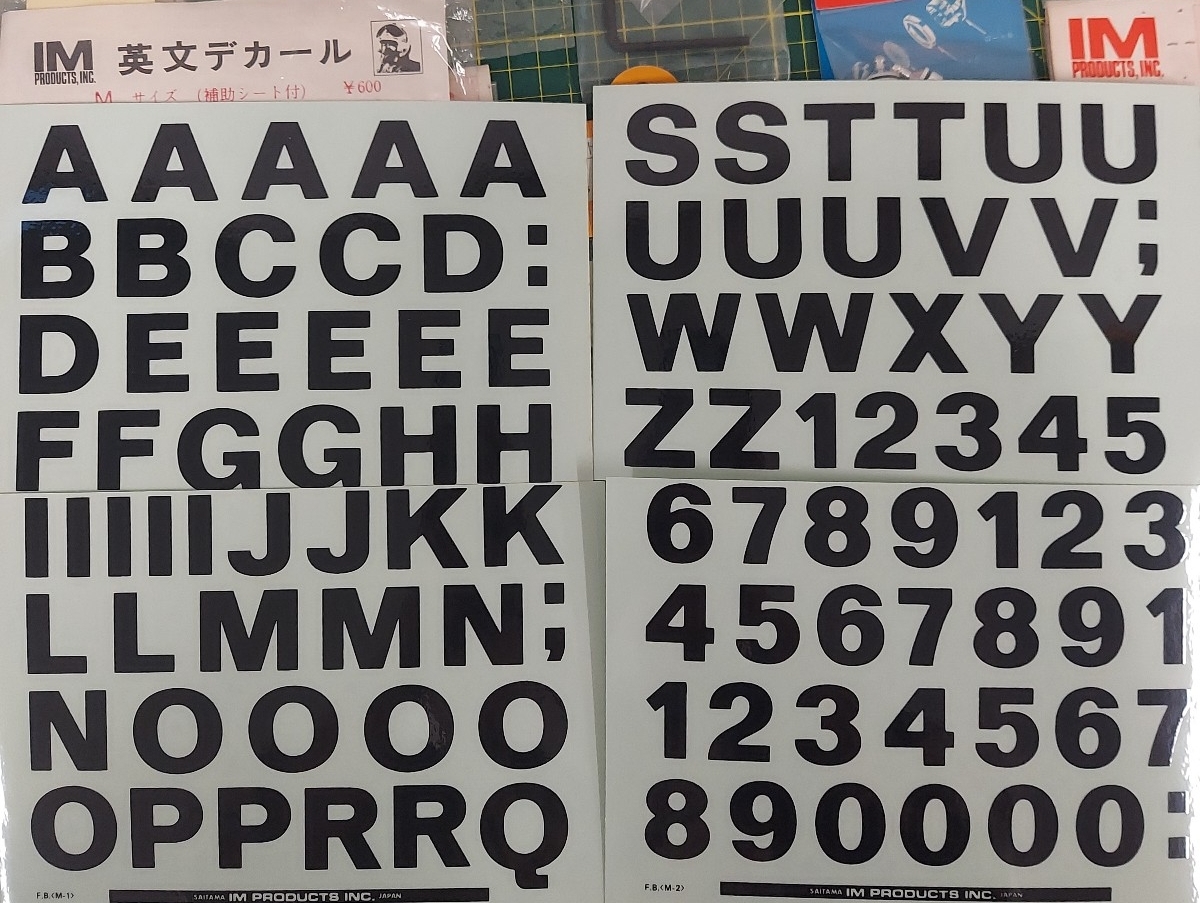 IM
PRODUCTS, INC.
英文デカール
M サイズ (補助シート付) ¥600
IM
PRODUCTS, INC.
AAAAA
BBCCD:
DEEEE
FFGGHH
IIIIJJKK
LLMMN;
NOOOO
OPPRRQ
F.B.<M-1>
SAITAMA IM PRODUCTS INC. JAPAN
SSTTUU
UUUVV;
WWXYY
ZZ12345
6789123
4567891
1234567
890000:
F.B.<M-2>
SAITAMA IM PRODUCTS INC. JAPAN